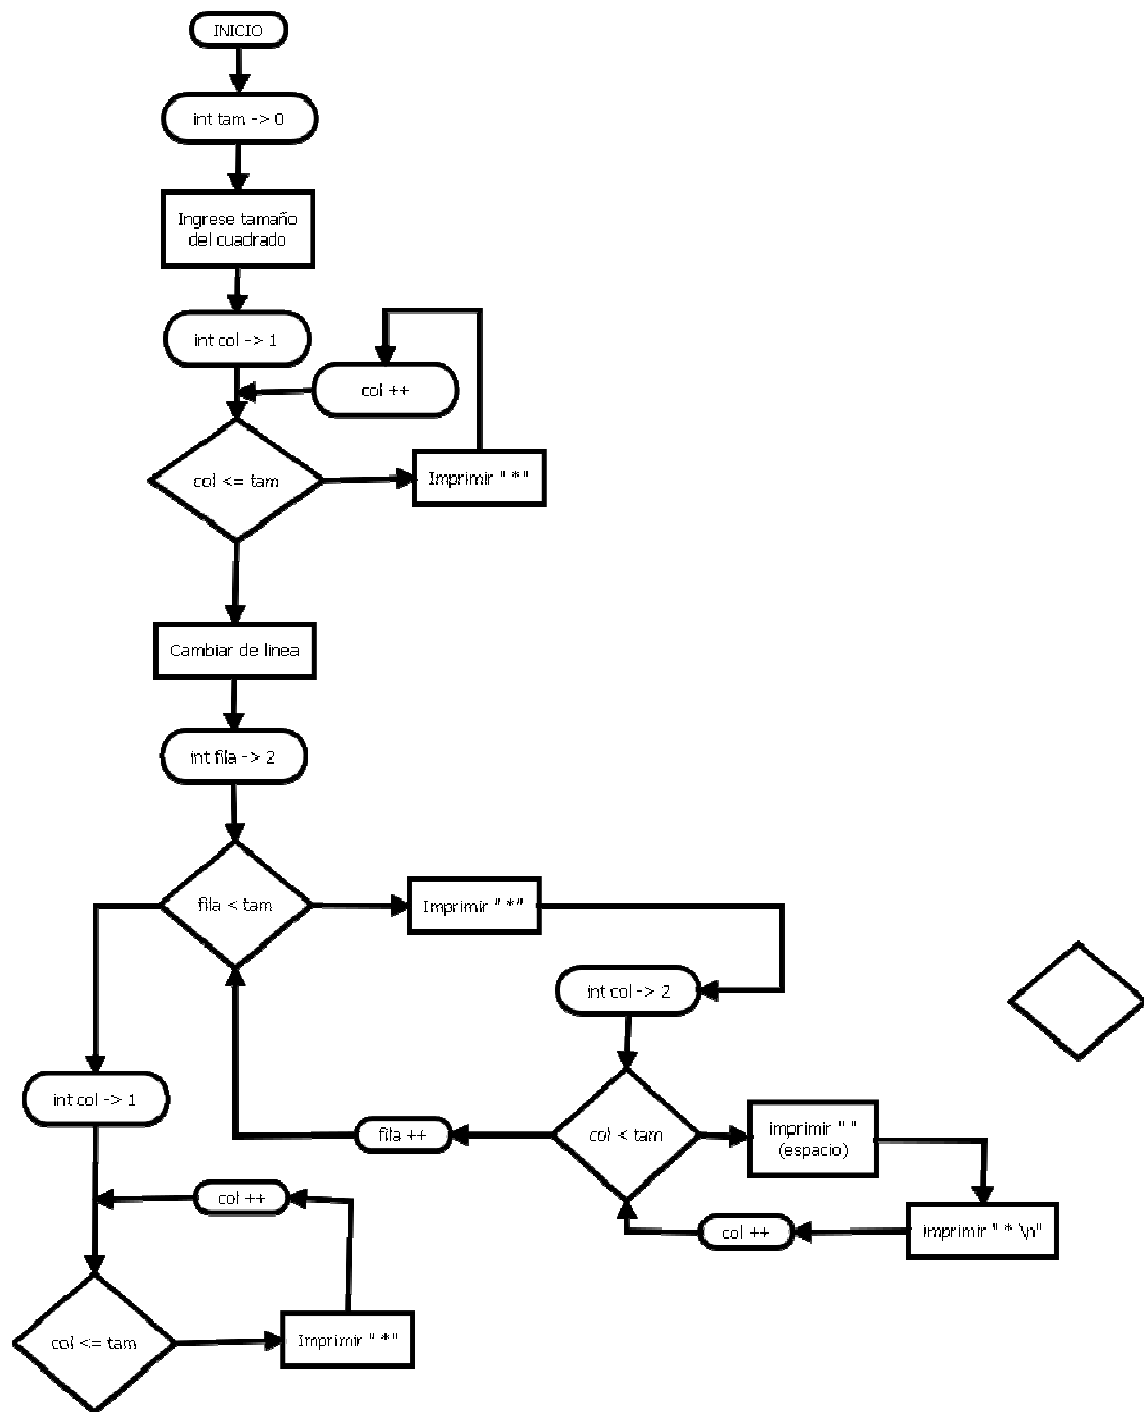 INICIO
int tam -> 0
Ingrese tamaño
del cuadrado
int col -> 1
col ++
col <= tam
Imprimir " *"
Cambiar de linea
int fila -> 2
fila < tam
Imprimir " *"
int col -> 2
int col -> 1
fila ++
col < tam
imprimir " "
(espacio)
col ++
col ++
imprimir " * \n"
col <= tam
Imprimir " *"